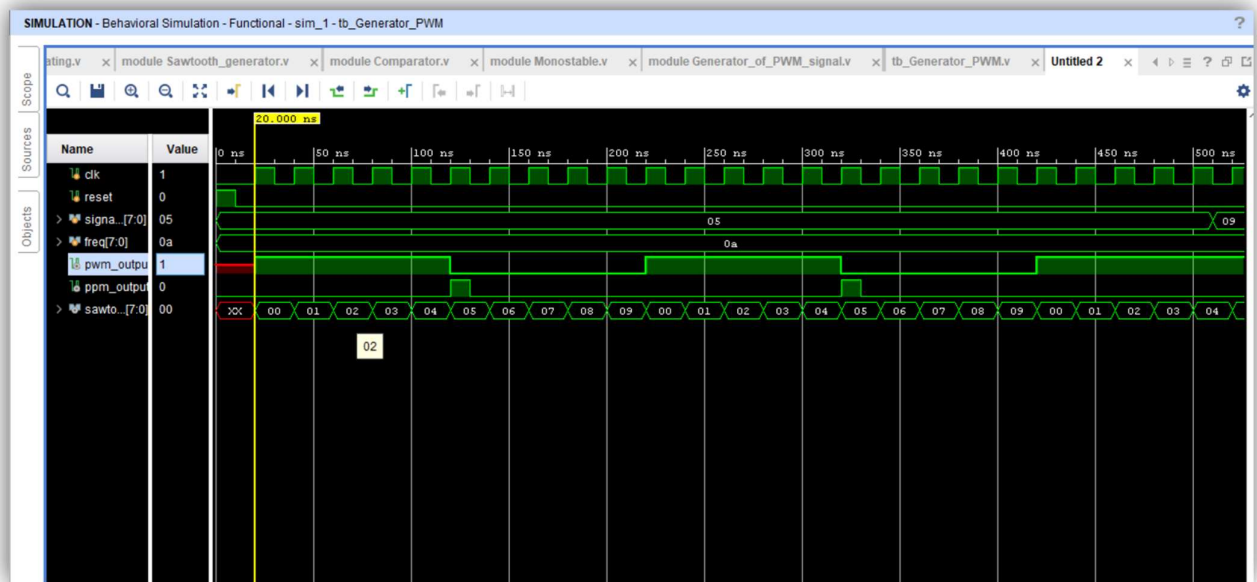 SIMULATION - Behavioral Simulation - Functional - sim_1 - tb_Generator_PWM ?
ating.v × module Sawtooth_generator.v × module Comparator.v × module Monostable.v × module Generator_of_PWM_signal.v × tb_Generator_PWM.v × Untitled 2 × ?
Scope
Sources
Objects
20.000 ns
Name Value 0 ns 50 ns 100 ns 150 ns 200 ns 250 ns 300 ns 350 ns 400 ns 450 ns 500 ns
clk 1
reset 0
signa...[7:0] 05 05 09
freq[7:0] 0a 0a
pwm_outpu 1
ppm_output 0
sawto...[7:0] 00 XX 00 01 02 03 04 05 06 07 08 09 00 01 02 03 04 05 06 07 08 09 00 01 02 03 04
02